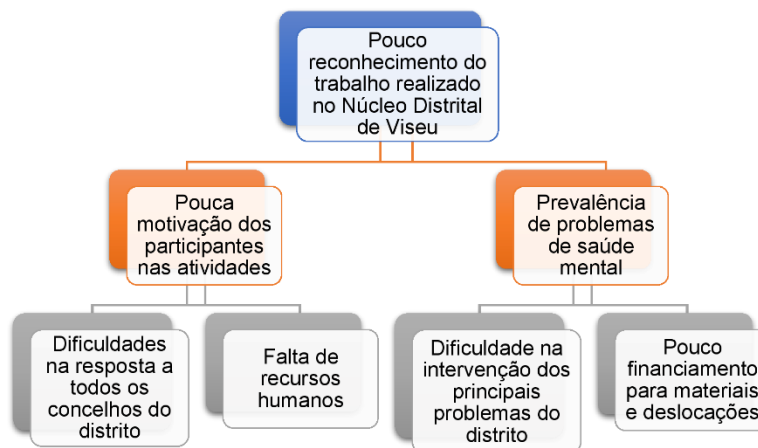 Pouco
reconhecimento do
trabalho realizado
no Núcleo Distrital
de Viseu
Pouca
motivação dos
participantes
nas atividades
Prevalência
de problemas
de saúde
mental
Dificuldades
na resposta a
todos os
concelhos do
distrito
Falta de
recursos
humanos
Dificuldade na
intervenção dos
principais
problemas do
distrito
Pouco
financiamento
para materiais
e deslocações